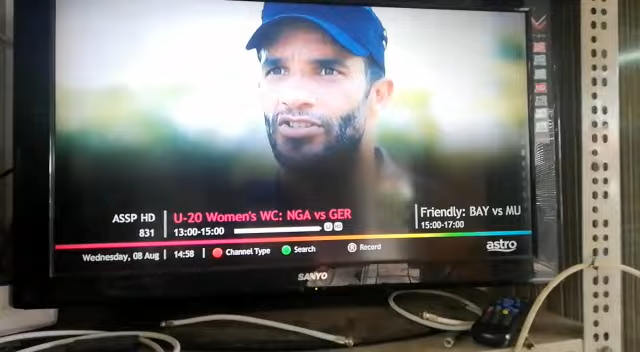 ASSP HD
831
U-20 Women's WC: NGA vs GER
13:00-15:00
Friendly: BAY vs MU
15:00-17:00
Wednesday, 08 Aug | 14:58
Channel Type
Search
R Record
astro
SANYO